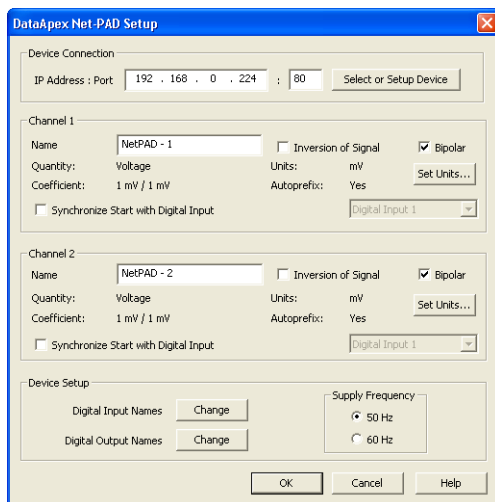 DataApex Net-PAD Setup
Device Connection
IP Address : Port 192 . 168 . 0 . 224 : 80 Select or Setup Device
Channel 1
Name NetPAD - 1 Inversion of Signal Bipolar
Quantity: Voltage Units: mV Set Units...
Coefficient: 1 mV / 1 mV Autoprefix: Yes
Synchronize Start with Digital Input Digital Input 1
Channel 2
Name NetPAD - 2 Inversion of Signal Bipolar
Quantity: Voltage Units: mV Set Units...
Coefficient: 1 mV / 1 mV Autoprefix: Yes
Synchronize Start with Digital Input Digital Input 1
Device Setup
Supply Frequency
Digital Input Names Change 50 Hz
Digital Output Names Change 60 Hz
OK Cancel Help